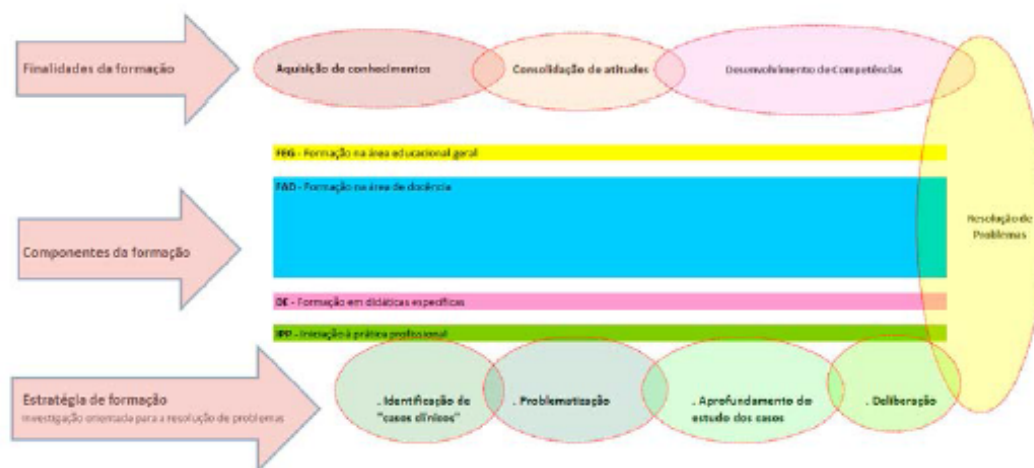 Finalidades da formação
Aquisição de conhecimentos
Consolidação de atitudes
Desenvolvimento de Competências
FEG - Formação na área educacional geral
FAD - Formação na área de docência
Resolução de
Problemas
Componentes da formação
DE - Formação em didáticas específicas
IPP - Iniciação à prática profissional
Estratégia de formação
Investigação orientada para a resolução de problemas
. Identificação de
"casos clínicos"
. Problematização
. Aprofundamento do
estudo dos casos
. Deliberação